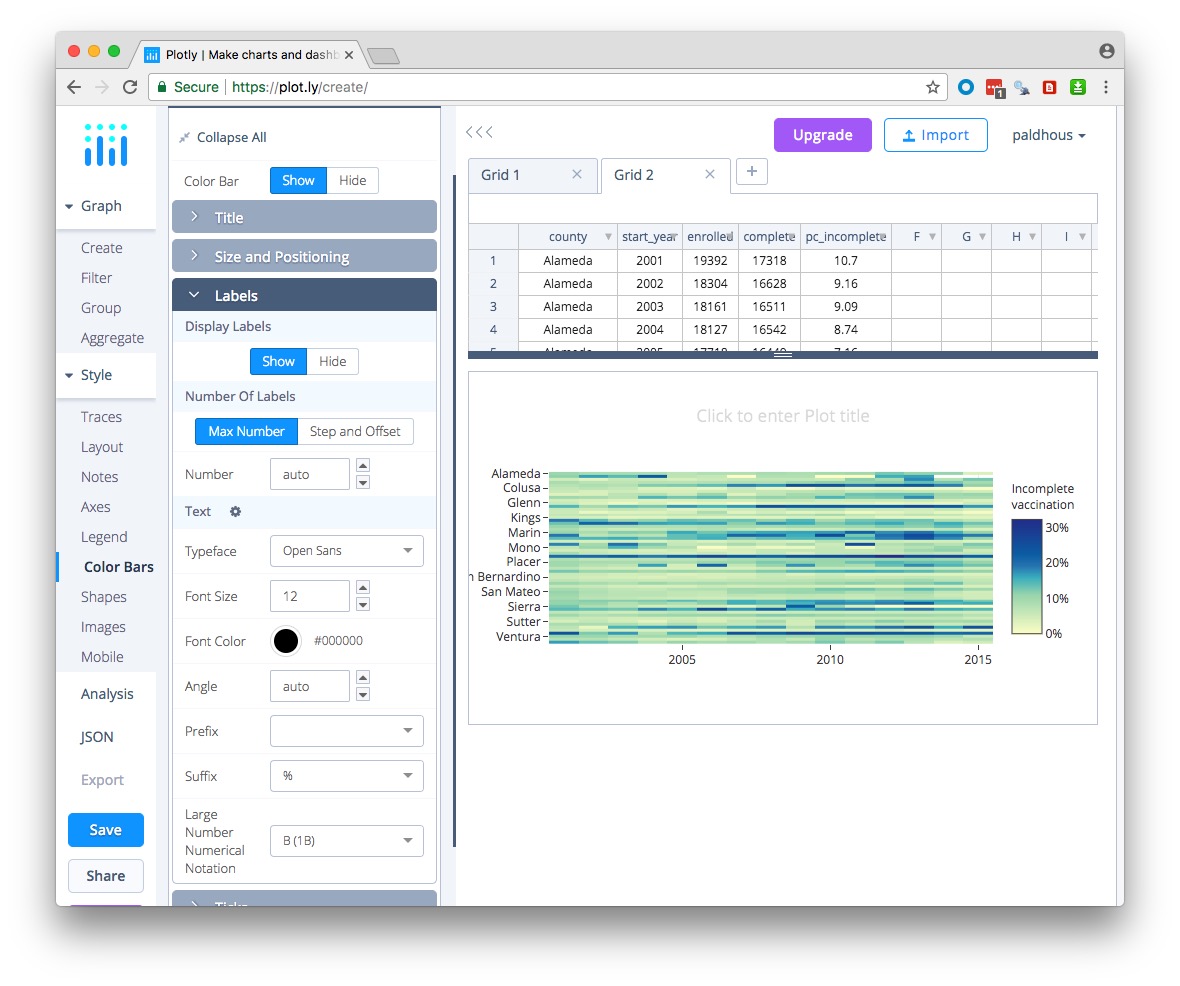 Plotly | Make charts and dashb
Secure https://plot.ly/create/
1
Graph
Create
Filter
Group
Aggregate
Style
Traces
Layout
Notes
Axes
Legend
Color Bars
Shapes
Images
Mobile
Analysis
JSON
Export
Save
Share
Collapse All
Color Bar Show Hide
Title
Size and Positioning
Labels
Display Labels
Show Hide
Number Of Labels
Max Number Step and Offset
Number auto
Text
Typeface Open Sans
Font Size 12
Font Color #000000
Angle auto
Prefix
Suffix %
Large
Number
Numerical
Notation
B (1B)
Ticks
<<<
Upgrade Import paldhous
Grid 1 × Grid 2 × +
county start_year enrolled complete pc_incomplete F G H I
1 Alameda 2001 19392 17318 10.7
2 Alameda 2002 18304 16628 9.16
3 Alameda 2003 18161 16511 9.09
4 Alameda 2004 18127 16542 8.74
5 Alameda 2005
Click to enter Plot title
Alameda
Colusa
Glenn
Kings
Marin
Mono
Placer
n Bernardino
San Mateo
Sierra
Sutter
Ventura
2005 2010 2015
Incomplete
vaccination
30%
20%
10%
0%